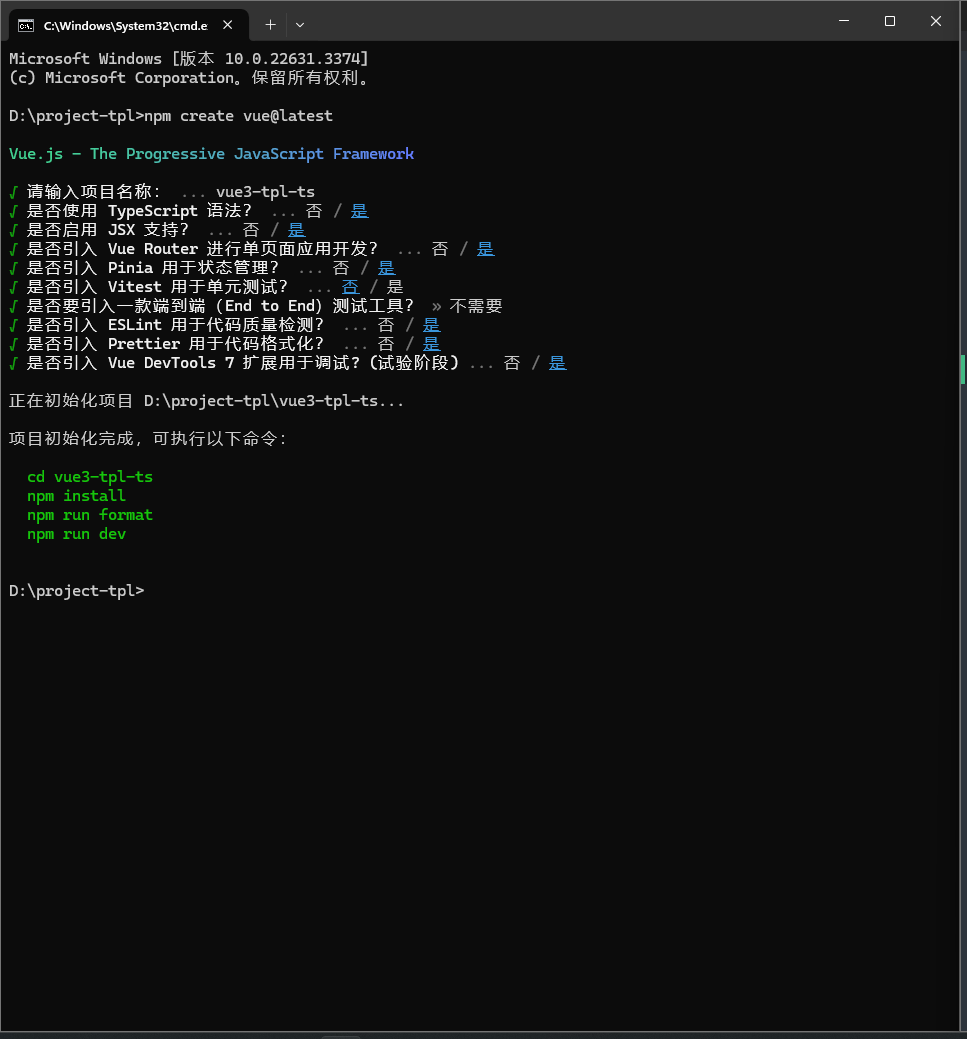 C:\Windows\System32\cmd.e
Microsoft Windows [版本 10.0.22631.3374]
(c) Microsoft Corporation。保留所有权利。
D:\project-tpl>npm create vue@latest
Vue.js - The Progressive JavaScript Framework
√ 请输入项目名称： ... vue3-tpl-ts
√ 是否使用 TypeScript 语法？ ... 否 / 是
√ 是否启用 JSX 支持？ ... 否 / 是
√ 是否引入 Vue Router 进行单页面应用开发？ ... 否 / 是
√ 是否引入 Pinia 用于状态管理？ ... 否 / 是
√ 是否引入 Vitest 用于单元测试？ ... 否 / 是
√ 是否要引入一款端到端（End to End）测试工具？ » 不需要
√ 是否引入 ESLint 用于代码质量检测？ ... 否 / 是
√ 是否引入 Prettier 用于代码格式化？ ... 否 / 是
√ 是否引入 Vue DevTools 7 扩展用于调试？(试验阶段) ... 否 / 是
正在初始化项目 D:\project-tpl\vue3-tpl-ts...
项目初始化完成，可执行以下命令：
cd vue3-tpl-ts
npm install
npm run format
npm run dev
D:\project-tpl>